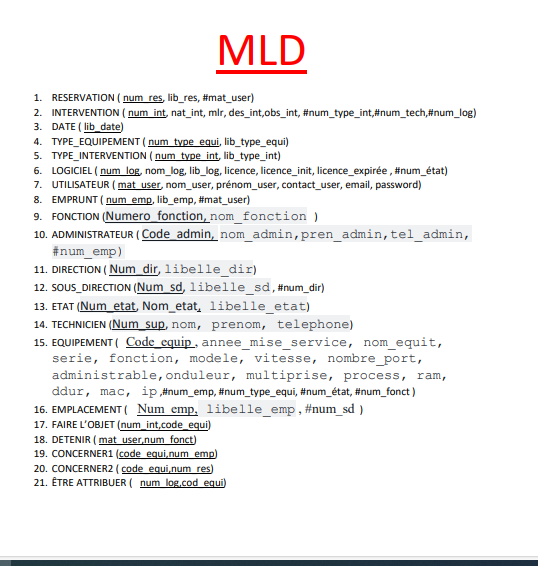 MLD
1. RESERVATION ( num_res, lib_res, #mat_user)
2. INTERVENTION ( num_int, nat_int, mlr, des_int,obs_int, #num_type_int,#num_tech,#num_log)
3. DATE ( lib_date)
4. TYPE_EQUIPEMENT ( num_type_equi, lib_type_equi)
5. TYPE_INTERVENTION ( num_type_int, lib_type_int)
6. LOGICIEL ( num_log, nom_log, lib_log, licence, licence_init, licence_expirée , #num_état)
7. UTILISATEUR ( mat_user, nom_user, prénom_user, contact_user, email, password)
8. EMPRUNT ( num_emp, lib_emp, #mat_user)
9. FONCTION (Numero_fonction, nom_fonction )
10. ADMINISTRATEUR ( Code_admin, nom_admin,pren_admin,tel_admin,
#num_emp)
11. DIRECTION ( Num_dir, libelle_dir)
12. SOUS_DIRECTION (Num_sd, libelle_sd , #num_dir)
13. ETAT (Num_etat, Nom_etat, libelle_etat)
14. TECHNICIEN (Num_sup, nom, prenom, telephone)
15. EQUIPEMENT ( Code_equip , annee_mise_service, nom_equit,
serie, fonction, modele, vitesse, nombre_port,
administrable,onduleur, multiprise, process, ram,
ddur, mac, ip ,#num_emp, #num_type_equi, #num_état, #num_fonct )
16. EMPLACEMENT ( Num_emp, libelle_emp , #num_sd )
17. FAIRE L'OBJET (num_int,code_equi)
18. DETENIR ( mat_user,num_fonct)
19. CONCERNER1 (code_equi,num_emp)
20. CONCERNER2 ( code_equi,num_res)
21. ÊTRE ATTRIBUER ( num_log,cod_equi)